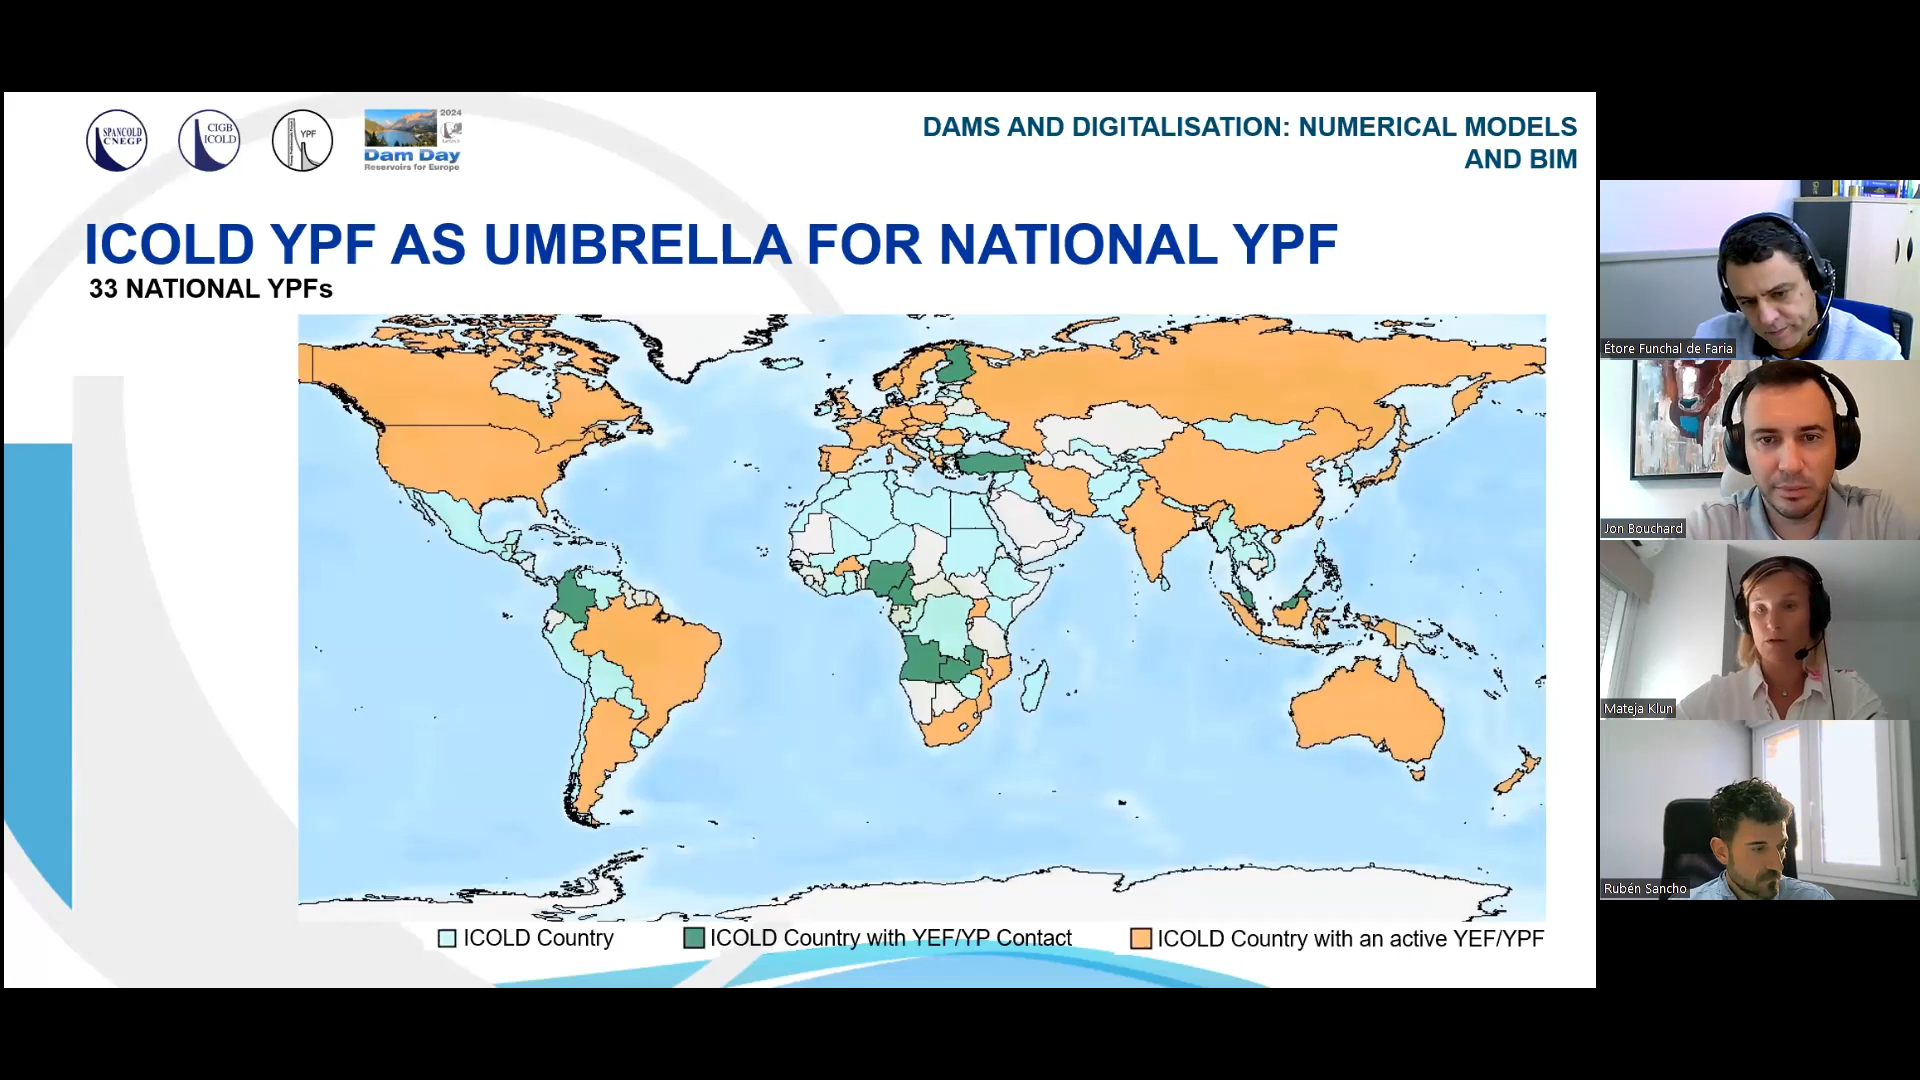 SPANCOLD
CNEGP
CIGB
ICOLD
YPF
2024
Dam Day
Reservoirs for Europe
DAMS AND DIGITALISATION: NUMERICAL MODELS
AND BIM
ICOLD YPF AS UMBRELLA FOR NATIONAL YPF
33 NATIONAL YPFs
ICOLD Country
ICOLD Country with YEF/YP Contact
ICOLD Country with an active YEF/YPF
Étore Funchal de Faria
Jon Bouchard
Mateja Klun
Rubén Sancho